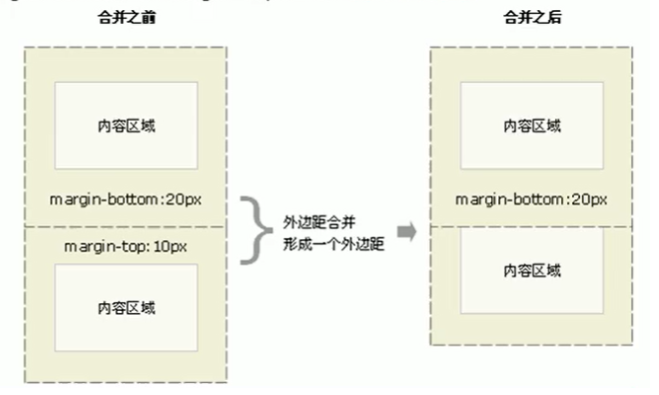 合并之前
合并之后
内容区域
margin-bottom:20px
margin-top:10px
内容区域
外边距合并
形成一个外边距
内容区域
margin-bottom:20px
内容区域